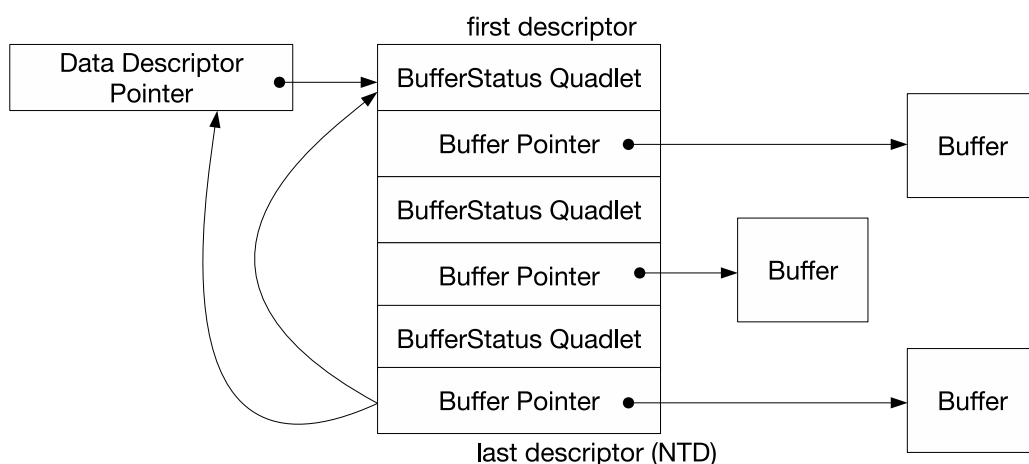 first descriptor
Data Descriptor
Pointer
BufferStatus Quadlet
Buffer Pointer
Buffer
BufferStatus Quadlet
Buffer Pointer
Buffer
BufferStatus Quadlet
Buffer Pointer
Buffer
last descriptor (NTD)